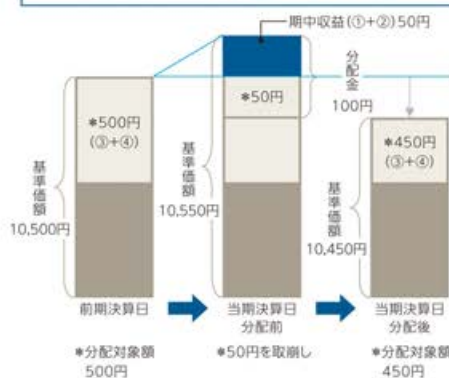 期中収益(①+②)50円
*500円
(③+④)
基準価額
10,500円
前期決算日
*分配対象額
500円
*50円
分配金
100円
基準価額
10,550円
当期決算日
分配前
*50円を取崩し
*450円
(③+④)
基準価額
10,450円
当期決算日
分配後
*分配対象額
450円